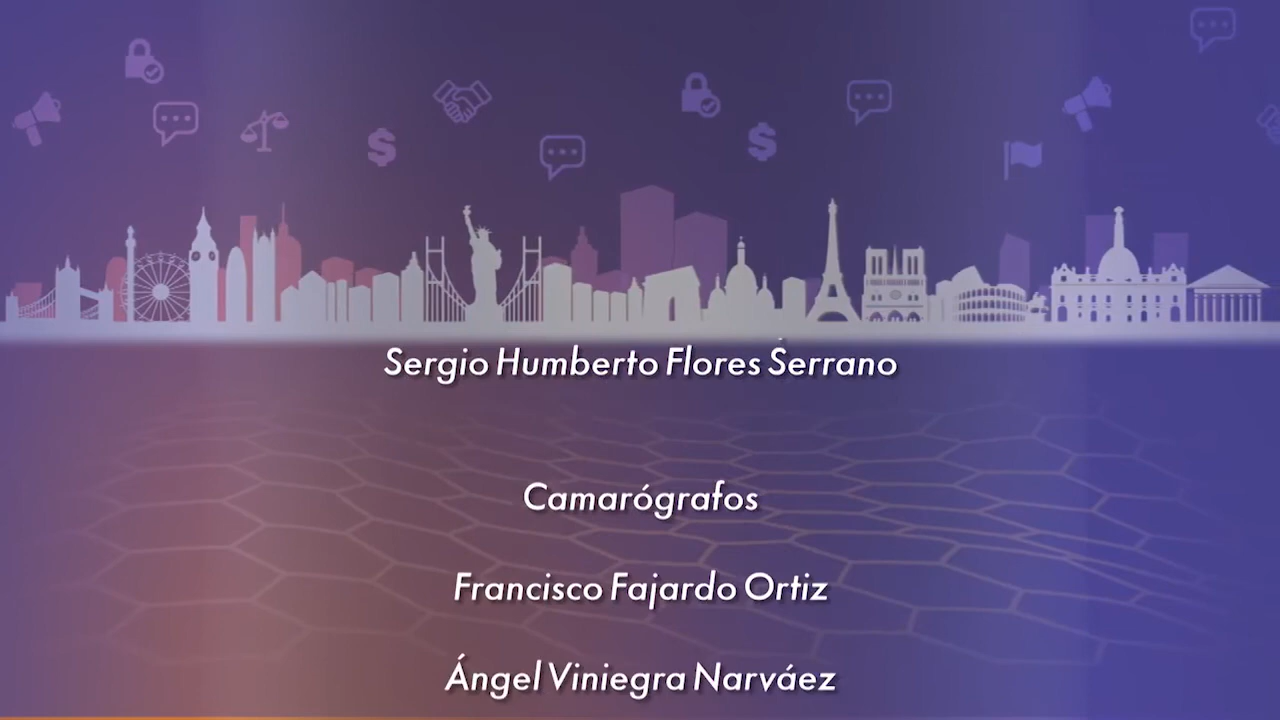 Sergio Humberto Flores Serrano
Camarógrafos
Francisco Fajardo Ortiz
Ángel Viniegra Narváez